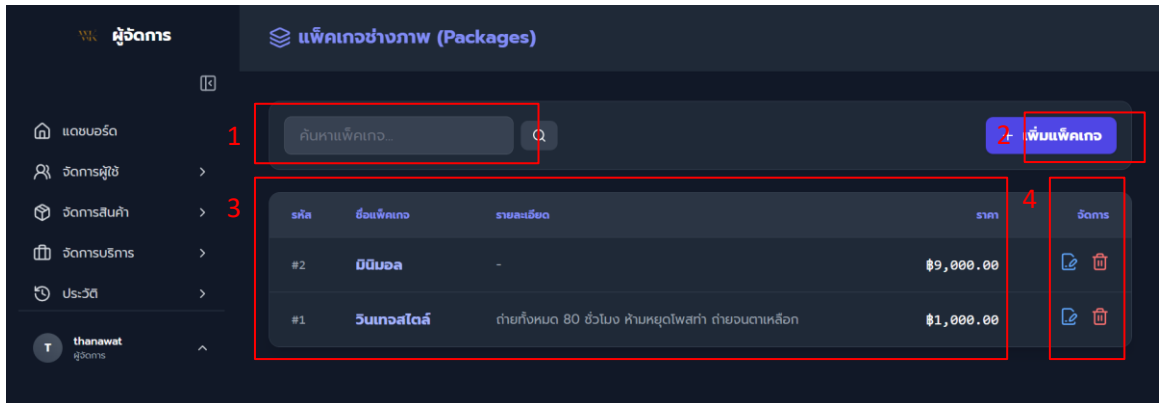 ผู้จัดการ
แพ็คเกจช่างภาพ (Packages)
แดชบอร์ด
จัดการผู้ใช้
จัดการสินค้า
จัดการบริการ
ประวัติ
T
thanawat
ผู้จัดการ
1
ค้นหาแพ็คเกจ...
2
+ เพิ่มแพ็คเกจ
3
4
รหัส ชื่อแพ็คเกจ รายละเอียด ราคา จัดการ
#2 มินิมอล - ฿9,000.00
#1 วินเทจสไตล์ ถ่ายทั้งหมด 80 ชั่วโมง ห้ามหยุดโพสท่า ถ่ายจนตาเหลือก ฿1,000.00